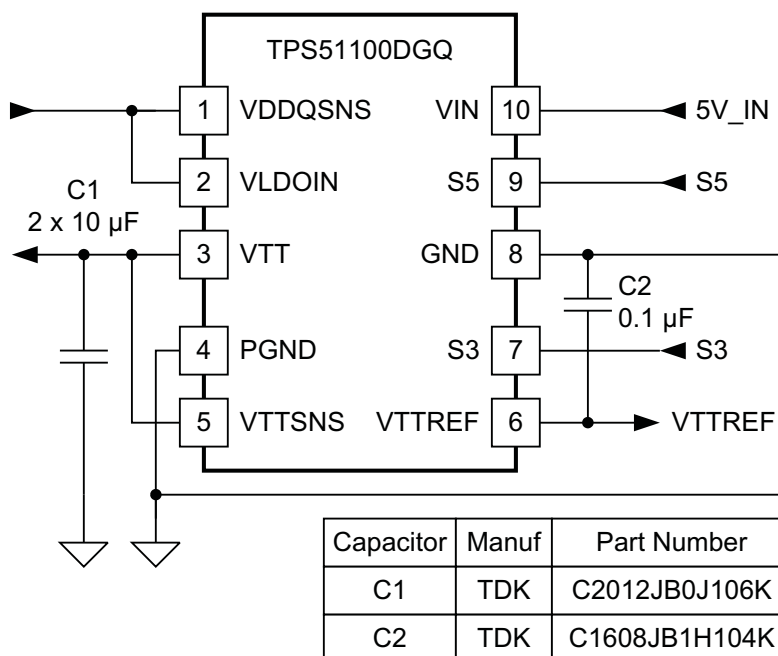 TPS51100DGQ
1 VDDQSNS VIN 10 5V_IN
C1
2 x 10 µF
2 VLDOIN S5 9 S5
3 VTT GND 8
C2
0.1 µF
4 PGND S3 7 S3
5 VTTSNS VTTREF 6 VTTREF
Capacitor Manuf Part Number
C1 TDK C2012JB0J106K
C2 TDK C1608JB1H104K